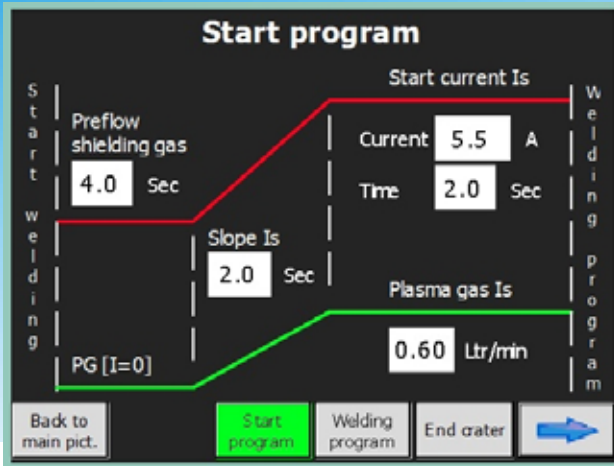 Start program
Start welding
Preflow
shielding gas
4.0 Sec
Slope Is
2.0 Sec
PG [I=0]
Start current Is
Current 5.5 A
Time 2.0 Sec
Plasma gas Is
0.60 Ltr/min
Welding program
Back to
main pict.
Start
program
Welding
program
End crater